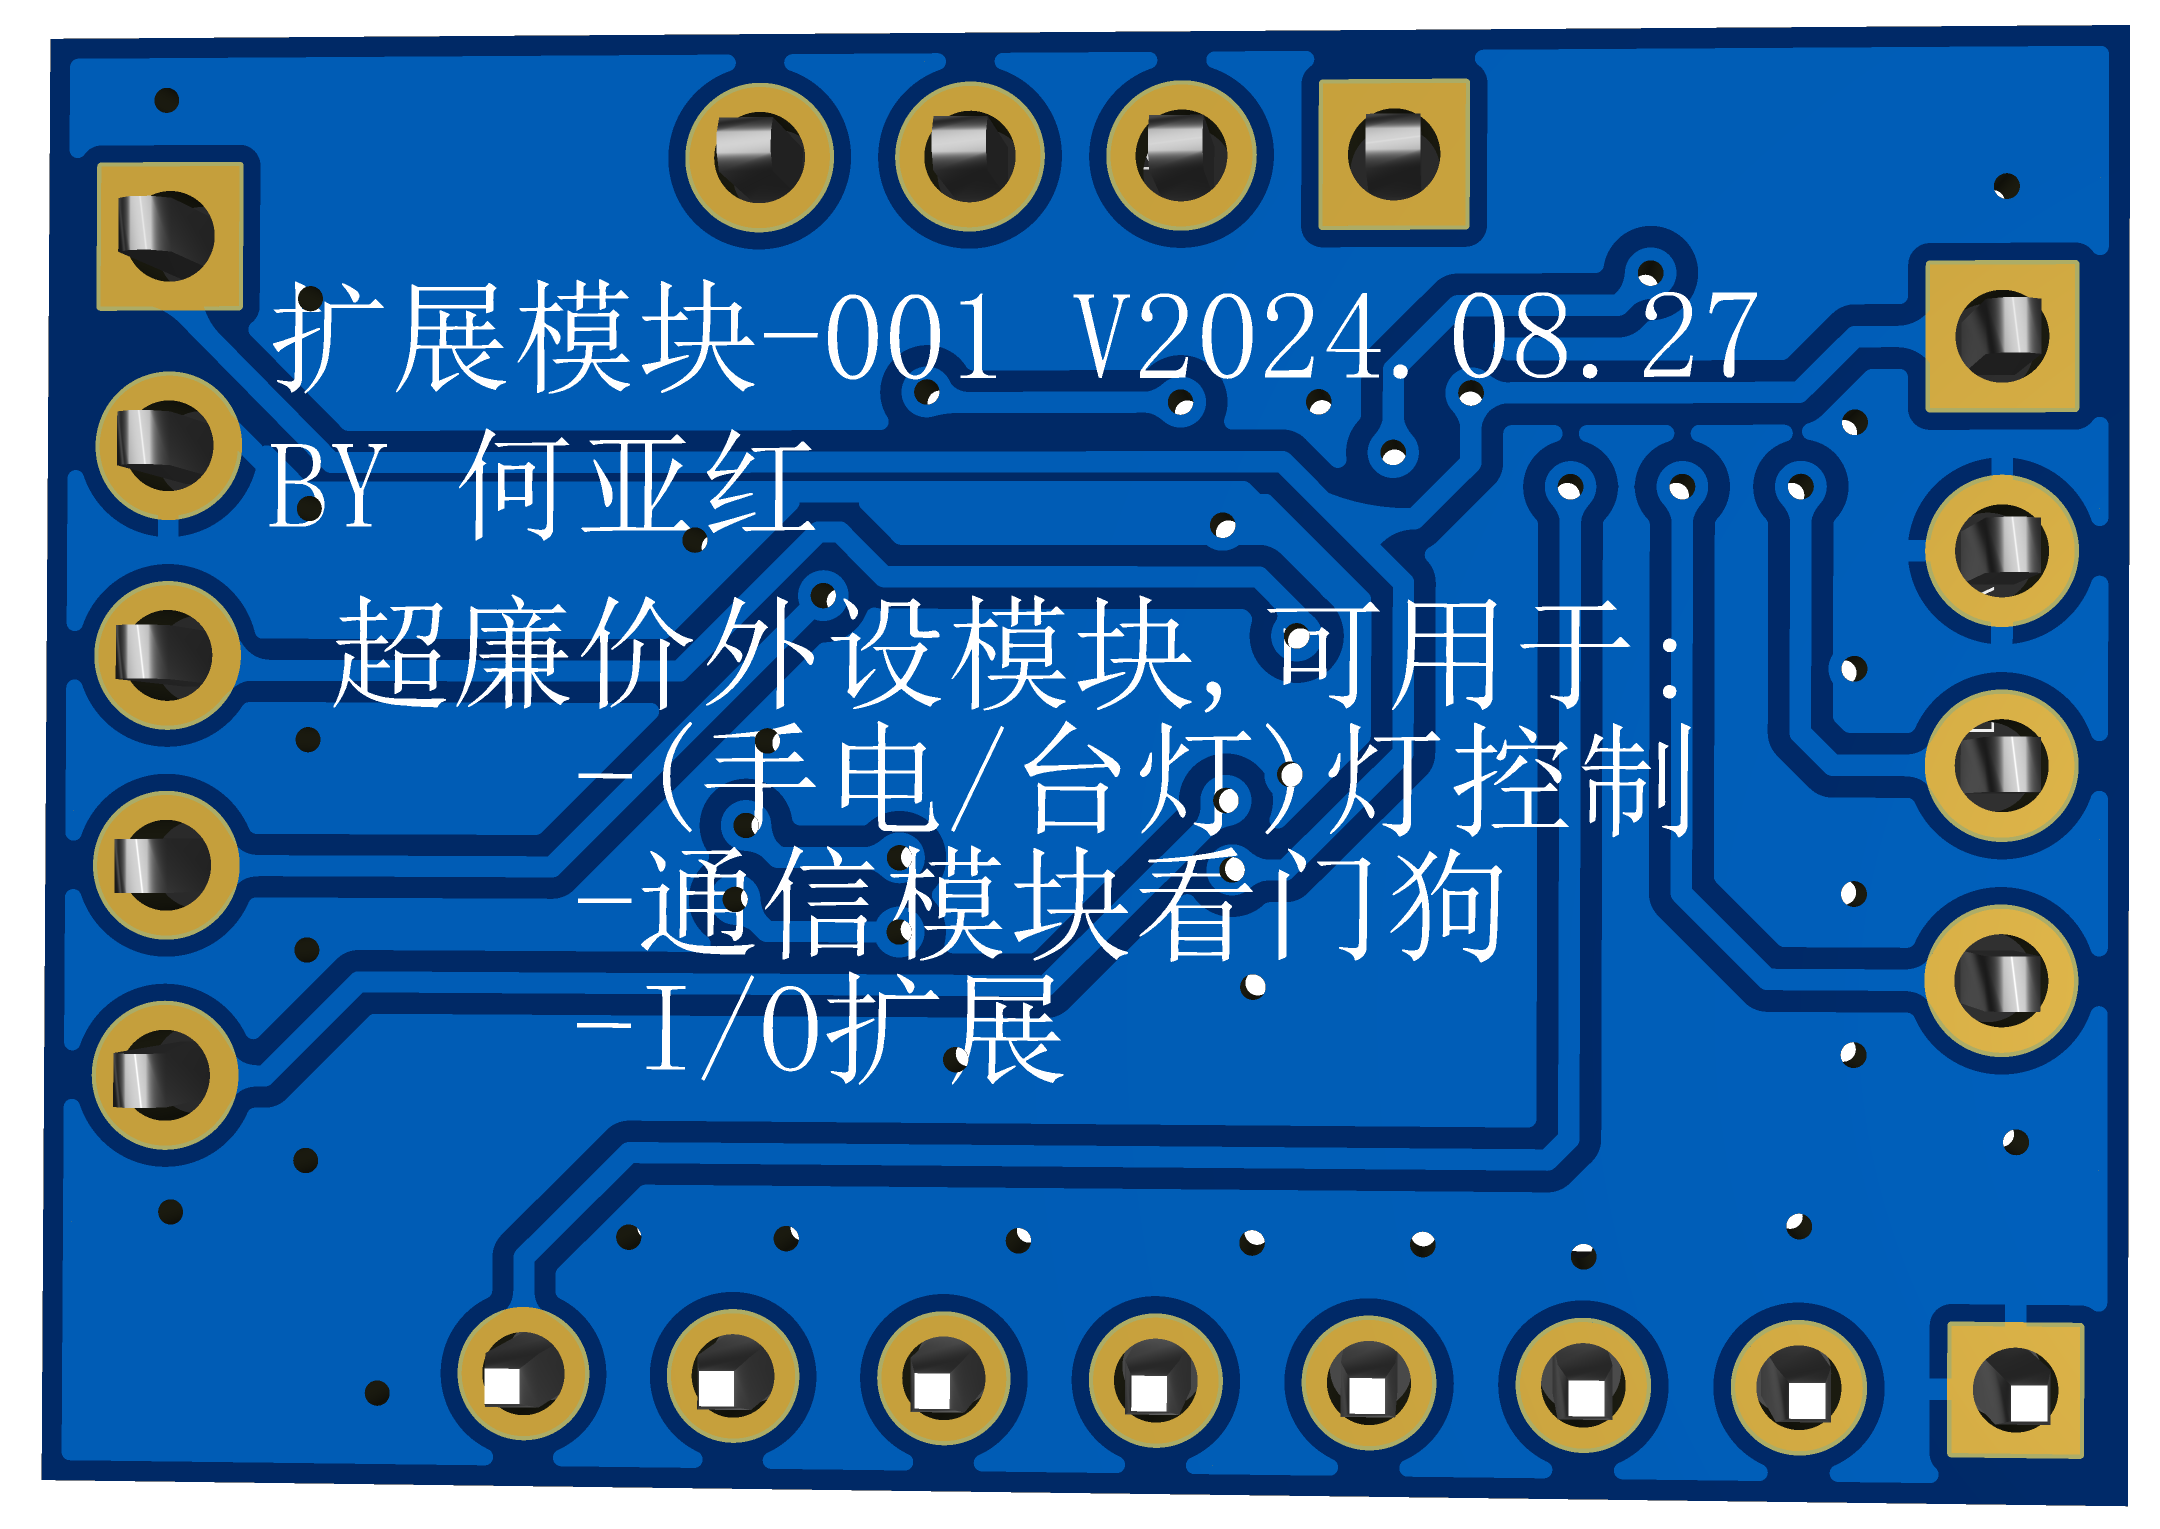 扩展模块-001 V2024.08.27
BY 何亚红
超廉价外设模块,可用于:
-(手电/台灯)灯控制
-通信模块看门狗
-I/O扩展